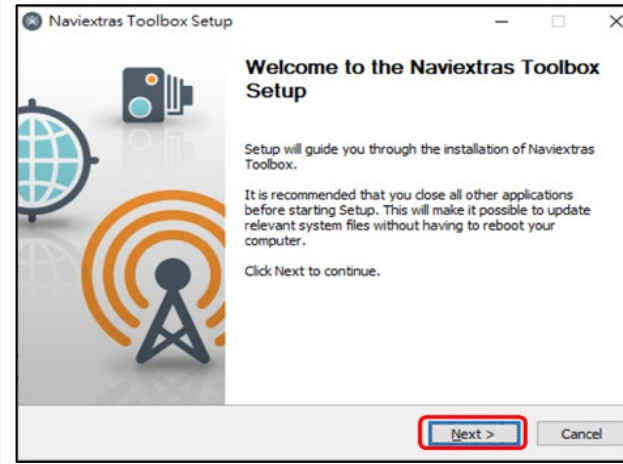 Naviextras Toolbox Setup
Welcome to the Naviextras Toolbox
Setup
Setup will guide you through the installation of Naviextras
Toolbox.
It is recommended that you close all other applications
before starting Setup. This will make it possible to update
relevant system files without having to reboot your
computer.
Click Next to continue.
Next >
Cancel